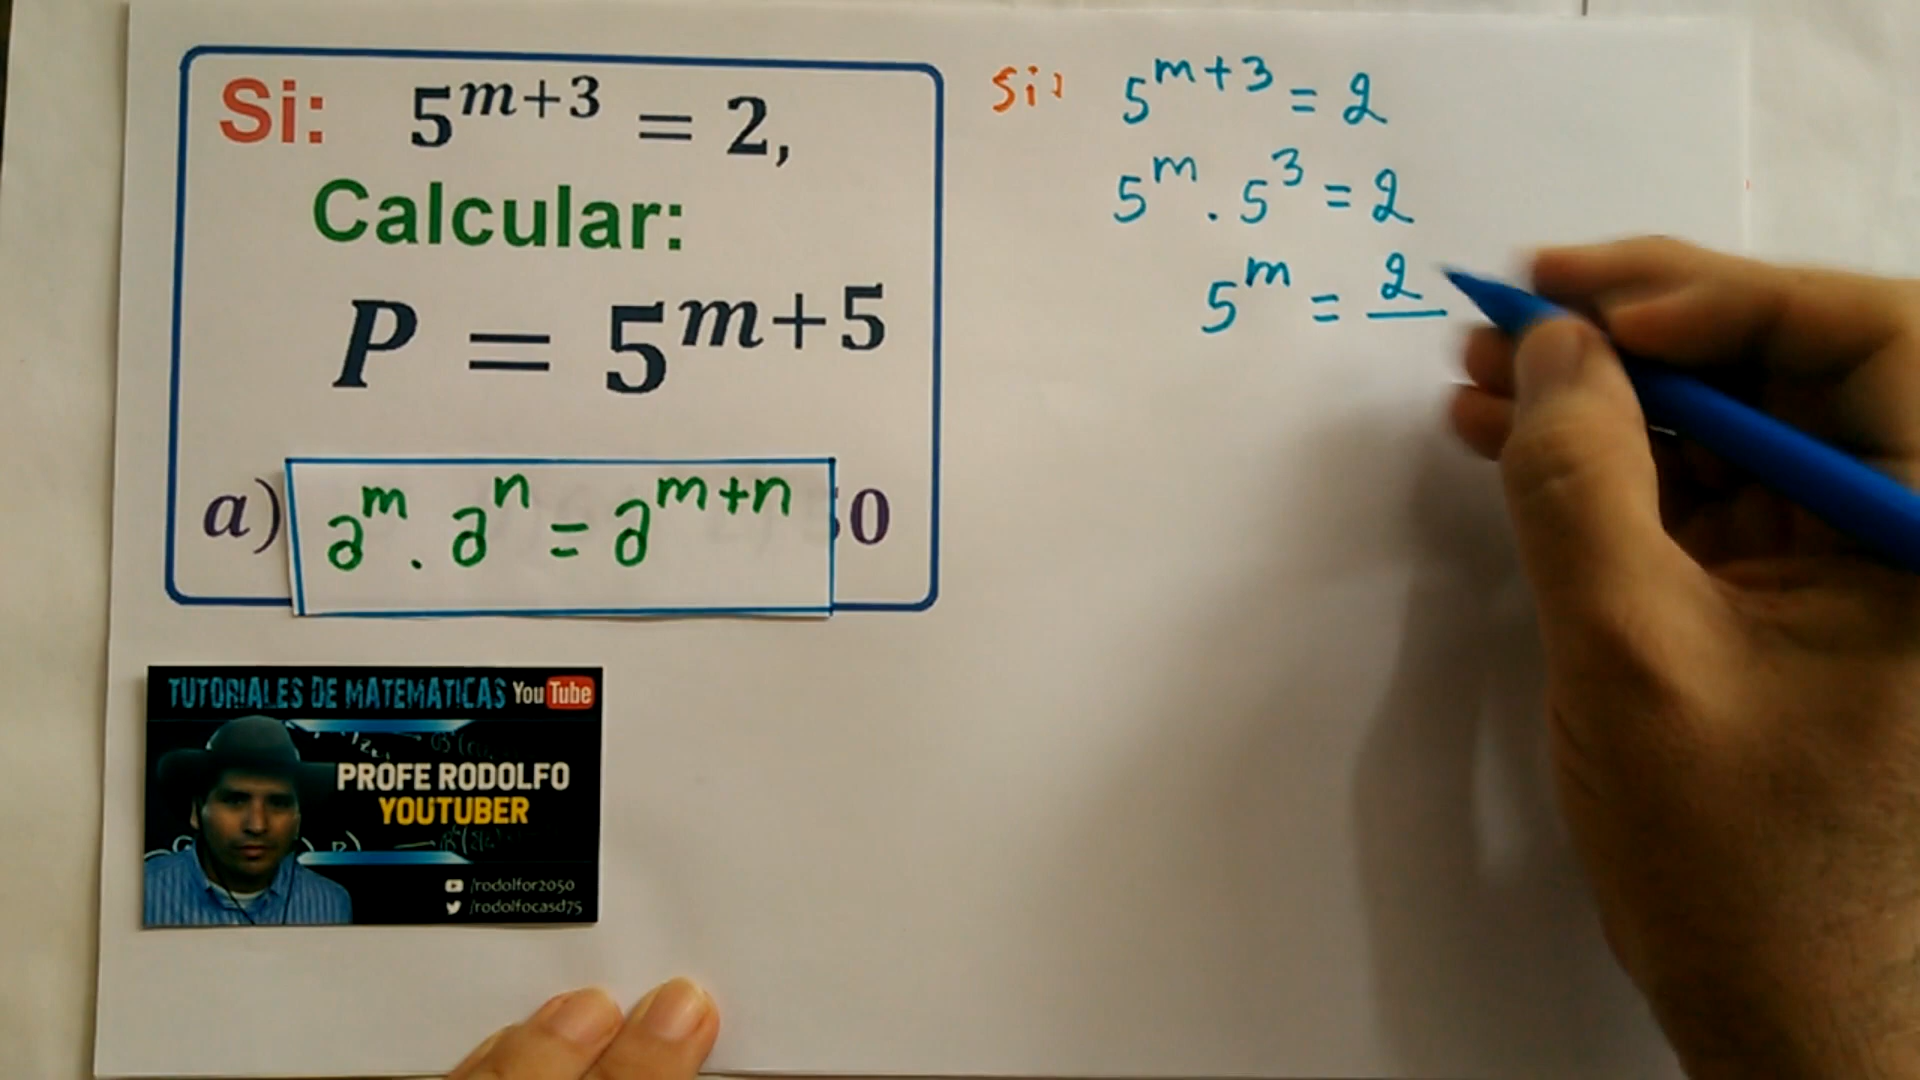 Si: 5^{m+3} = 2,
Calcular:
P = 5^{m+5}
a)
a^m . a^n = a^{m+n}
0
Si: 5^{m+3} = 2
5^m . 5^3 = 2
5^m = 2
TUTORIALES DE MATEMATICAS YouTube
PROFE RODOLFO
YOUTUBER
/rodolfor2050
/rodolfocasd75